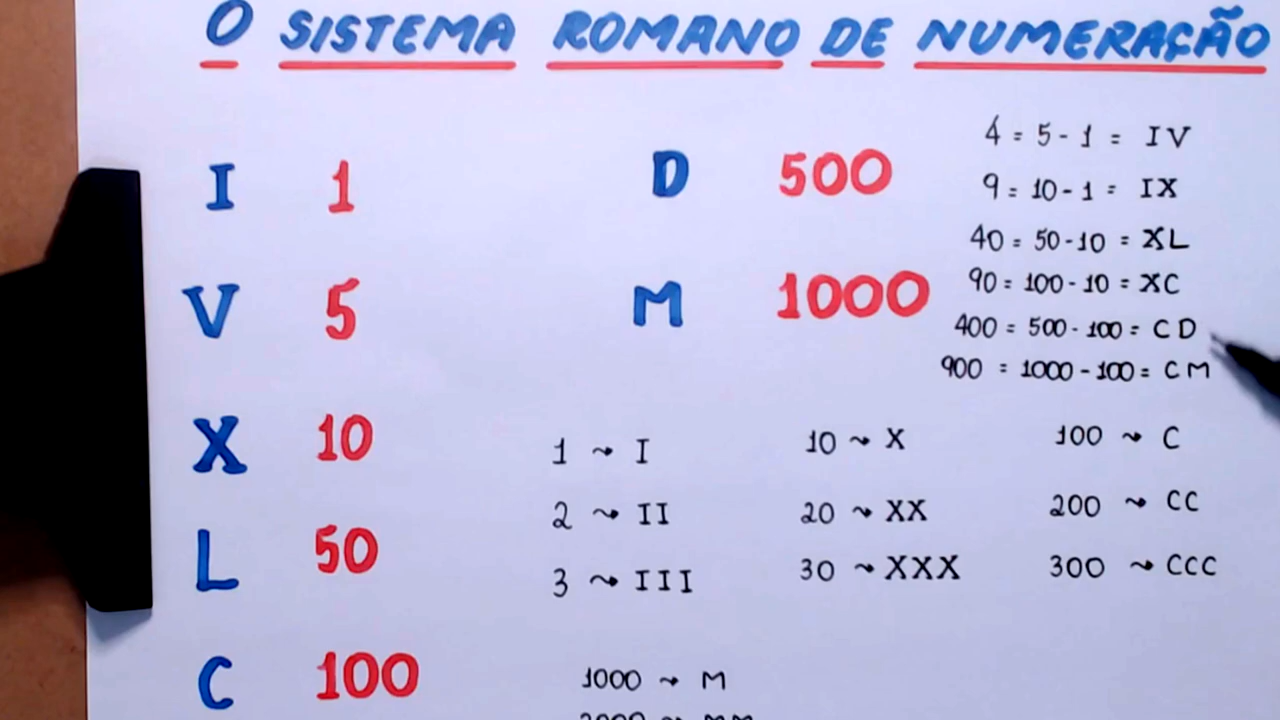 O SISTEMA ROMANO DE NUMERAÇÃO
I 1
V 5
X 10
L 50
C 100
D 500
M 1000
4 = 5 - 1 = IV
9 = 10 - 1 = IX
40 = 50 - 10 = XL
90 = 100 - 10 = XC
400 = 500 - 100 = CD
900 = 1000 - 100 = CM
1 ~> I
2 ~> II
3 ~> III
10 ~> X
20 ~> XX
30 ~> XXX
100 ~> C
200 ~> CC
300 ~> CCC
1000 ~> M
2000 ~> MM